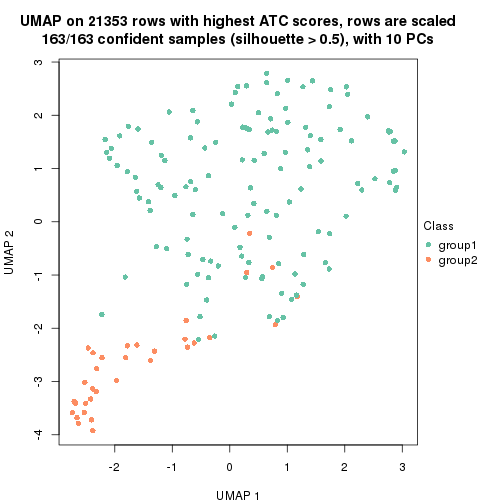 UMAP on 21353 rows with highest ATC scores, rows are scaled
163/163 confident samples (silhouette > 0.5), with 10 PCs
3
2
1
0
-1
-2
-3
-4
UMAP 2
-2
-1
0
1
2
3
UMAP 1
Class
group1
group2